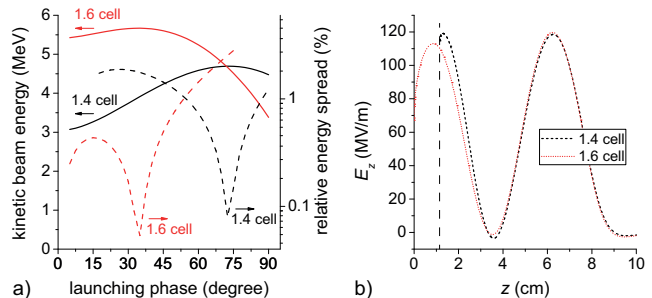 1.6 cell
1.4 cell
1.6 cell
1.4 cell
kinetic beam energy (MeV)
0
1
2
3
4
5
6
relative energy spread (%)
1
0.1
0 15 30 45 60 75 90
launching phase (degree)
a)
E_z (MV/m)
0
20
40
60
80
100
120
1.4 cell
1.6 cell
0 2 4 6 8 10
z (cm)
b)